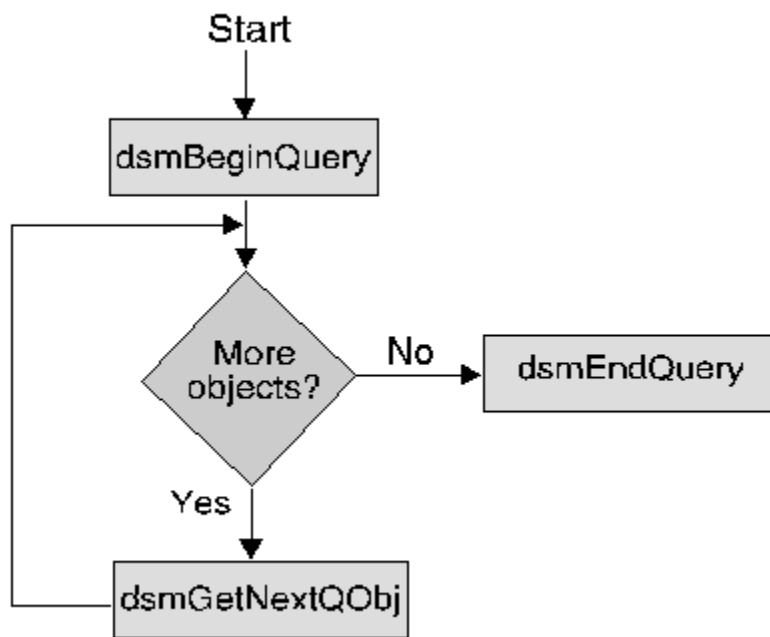 Start
dsmBeginQuery
More
objects?
No
dsmEndQuery
Yes
dsmGetNextQObj